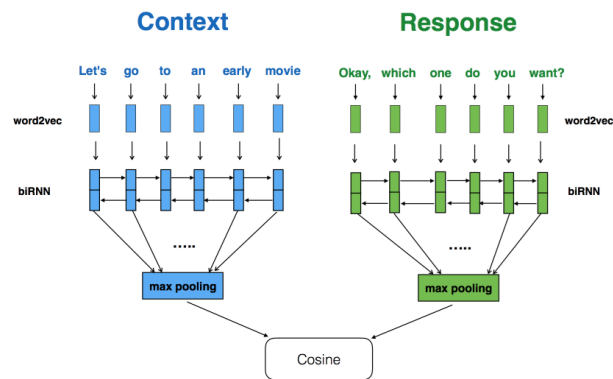 Context Response
Let's go to an early movie Okay, which one do you want?
word2vec word2vec
biRNN biRNN
..... .....
max pooling max pooling
Cosine